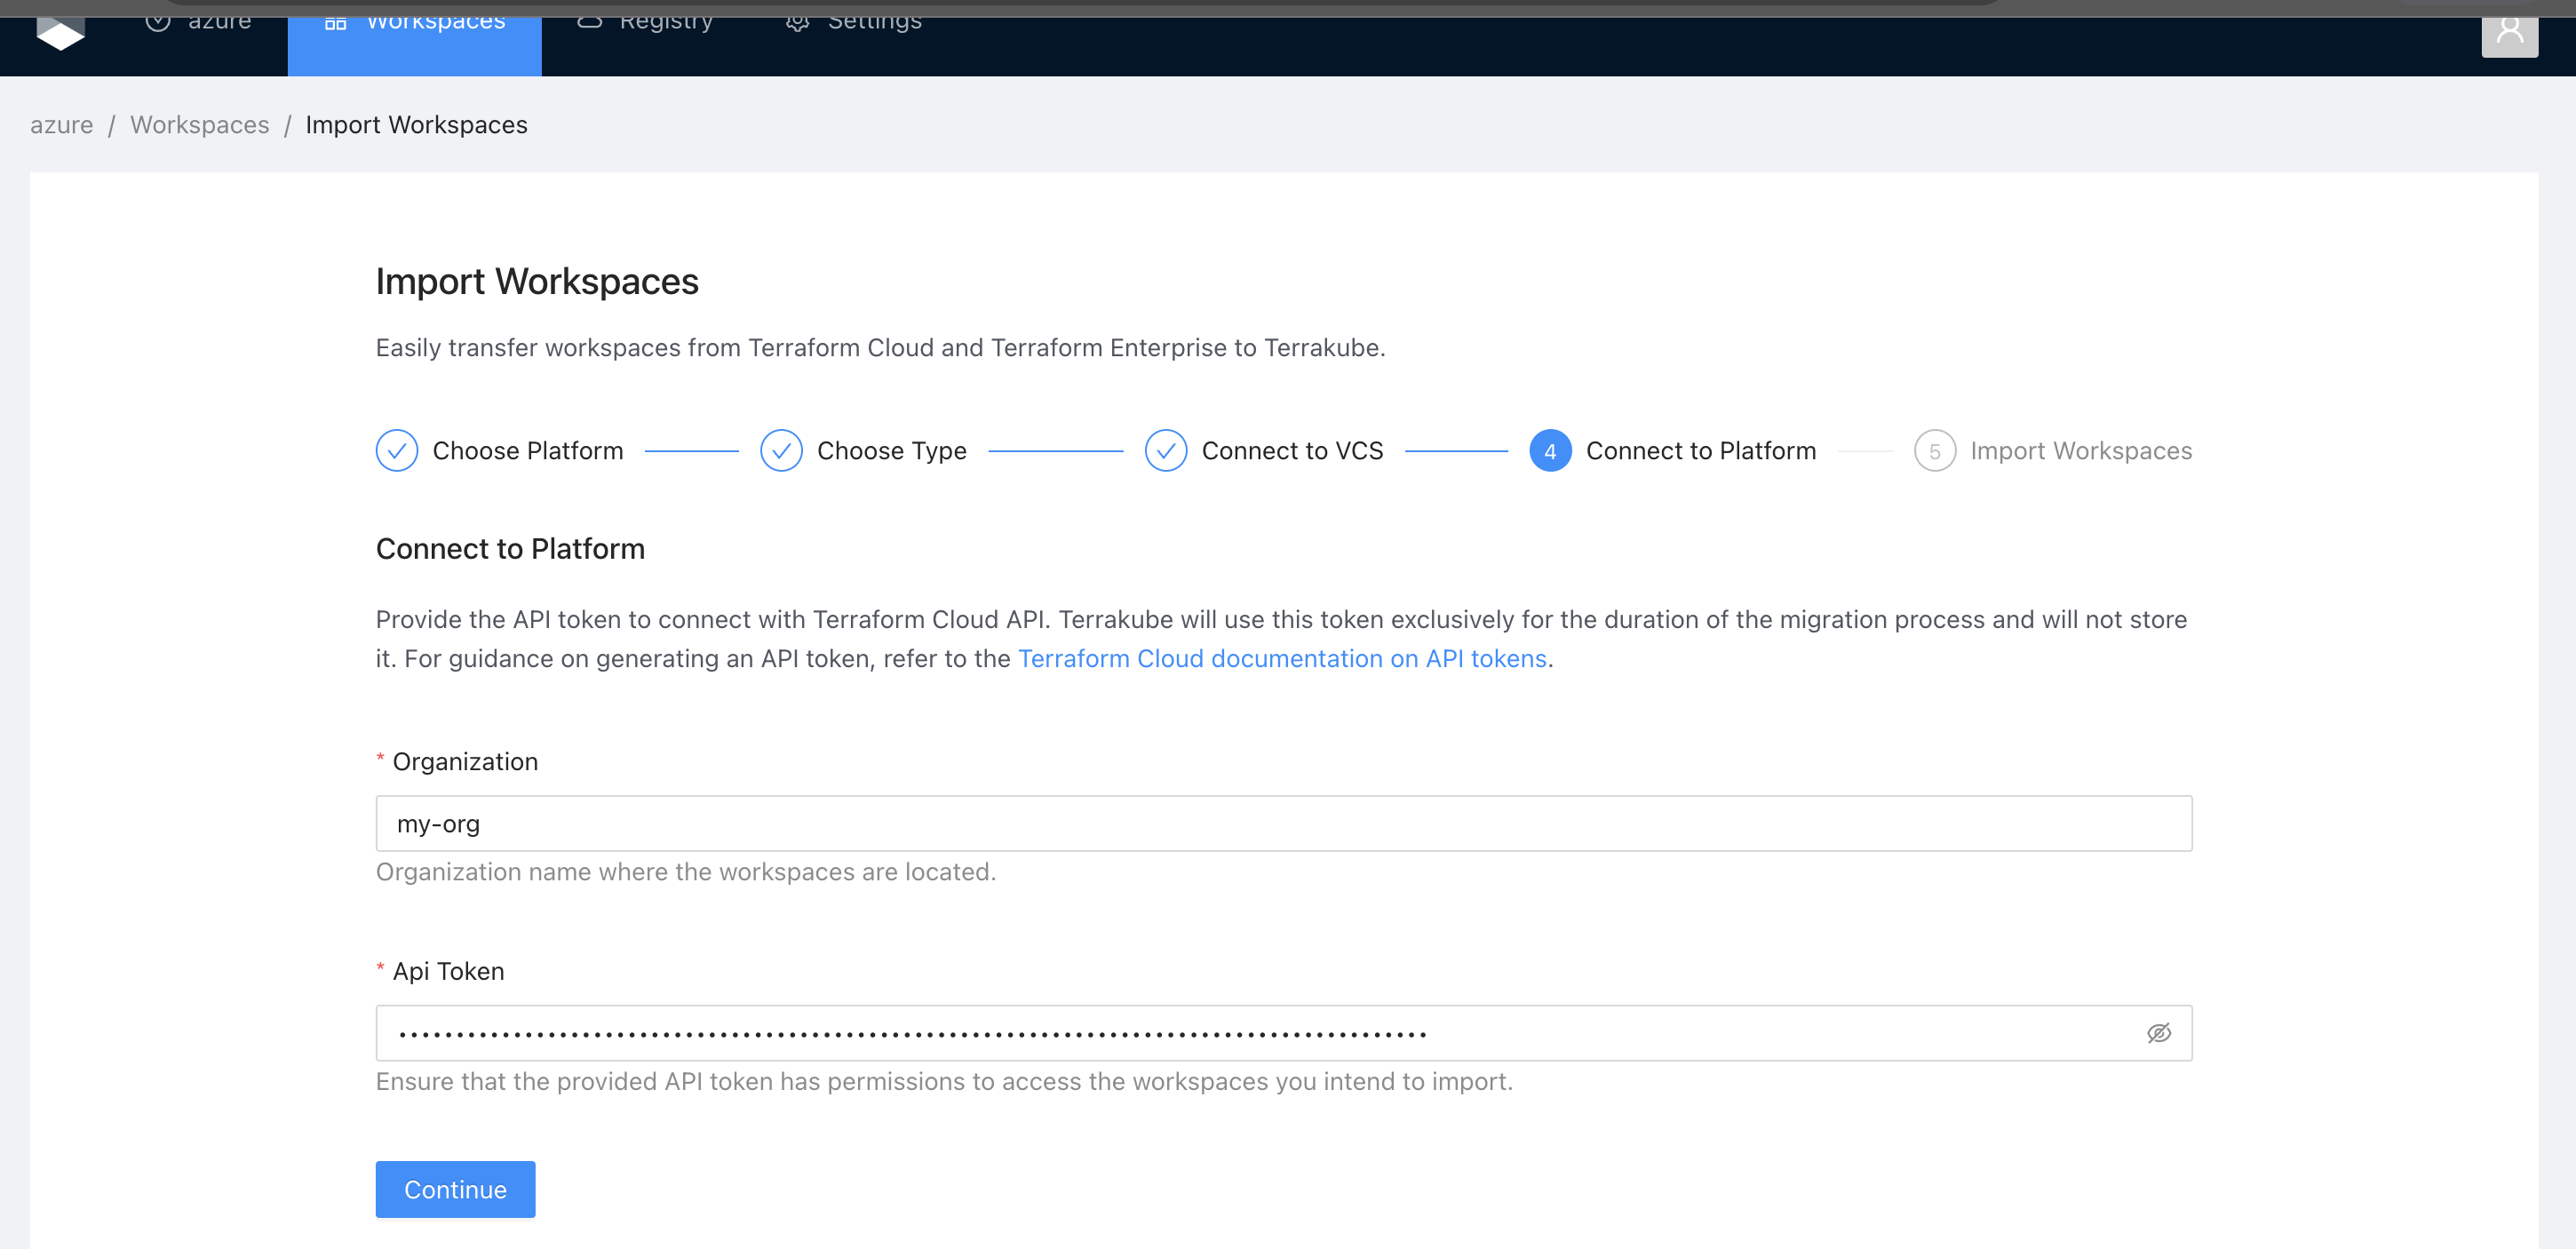 azure Workspaces Registry Settings
azure / Workspaces / Import Workspaces
Import Workspaces
Easily transfer workspaces from Terraform Cloud and Terraform Enterprise to Terrakube.
Choose Platform Choose Type Connect to VCS 4 Connect to Platform 5 Import Workspaces
Connect to Platform
Provide the API token to connect with Terraform Cloud API. Terrakube will use this token exclusively for the duration of the migration process and will not store
it. For guidance on generating an API token, refer to the Terraform Cloud documentation on API tokens.
* Organization
my-org
Organization name where the workspaces are located.
* Api Token
Ensure that the provided API token has permissions to access the workspaces you intend to import.
Continue